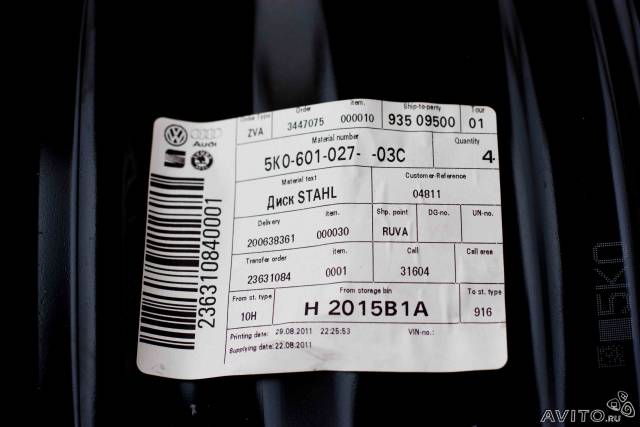 Order Type Order item. Ship-to-party Tour
ZVA 3447075 000010 935 09500 01
Audi
Material number Quantity
5K0-601-027- -03C 4
Material text Customer-Reference
Диск STAHL 04811
Delivery item. Shp. point DG-no. UN-no.
200638361 000030 RUVA
Transfer order item. Call Call area
23631084 0001 31604
From st. type From storage bin To st. type
10H H 2015B1A 916
Printing date: 29.08.2011 22:25:53 VIN-no.:
Supplying date: 22.08.2011
236310840001
5K0
AVITO.ru